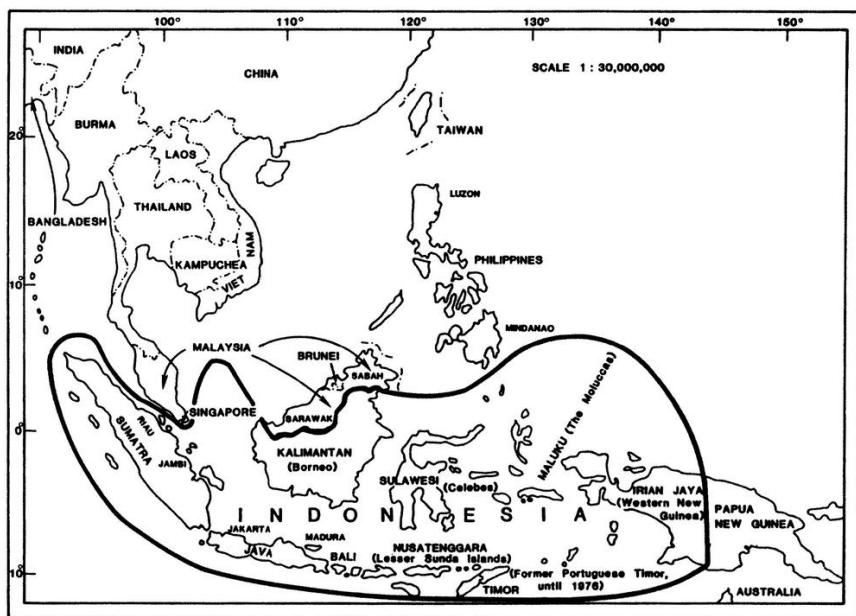 100° 110° 120° 130° 140° 150°
INDIA
CHINA
SCALE 1 : 30,000,000
BURMA
TAIWAN
20°
LAOS
LUZON
THAILAND
BANGLADESH
VIET NAM
KAMPUCHEA
PHILIPPINES
10°
MINDANAO
MALAYSIA
BRUNEI
SABAH
SINGAPORE
SARAWAK
0°
RIAU
SUMATRA
KALIMANTAN
(Borneo)
MALUKU (The Moluccas)
JAMBI
SULAWESI (Celebes)
IRIAN JAYA
(Western New
Guinea)
PAPUA
NEW GUINEA
INDONESIA
JAKARTA
MADURA
JAVA
BALI
NUSATENGGARA
(Lesser Sunda Islands)
10°
TIMOR
(Former Portuguese Timor,
until 1976)
AUSTRALIA